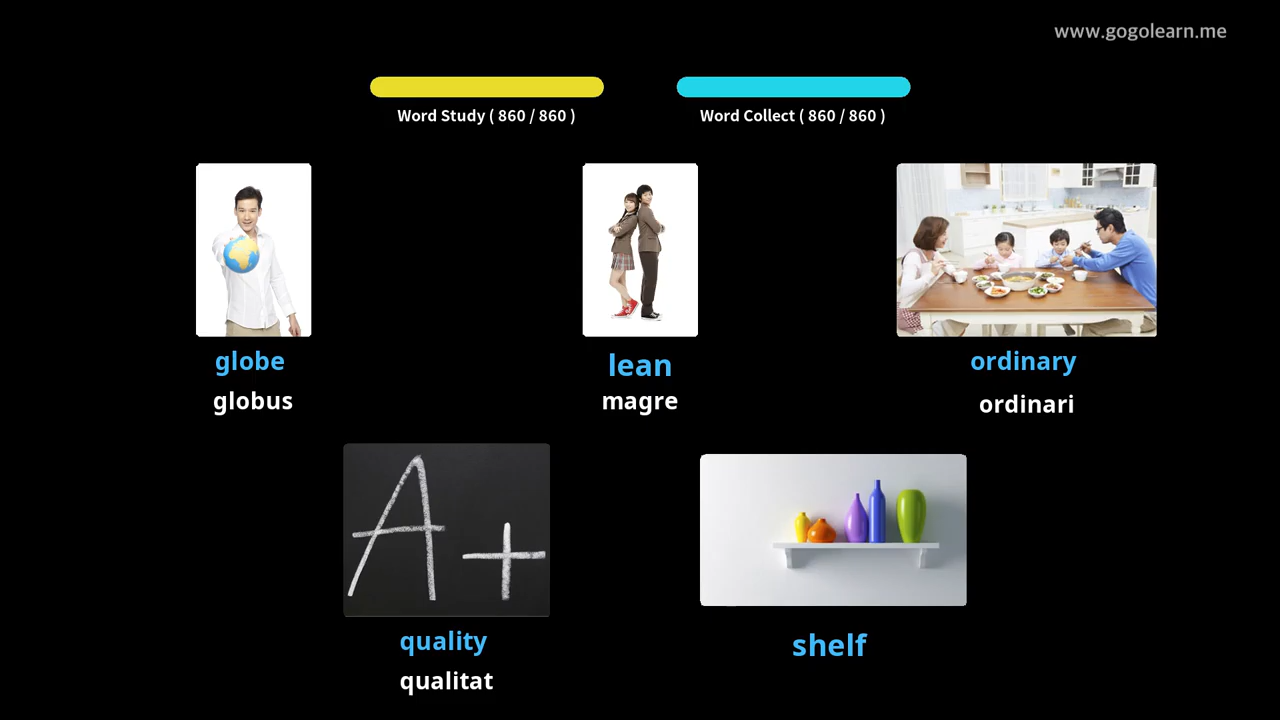 www.gogolearn.me
Word Study ( 860 / 860 )
Word Collect ( 860 / 860 )
globe
globus
lean
magre
ordinary
ordinari
A+
quality
qualitat
shelf